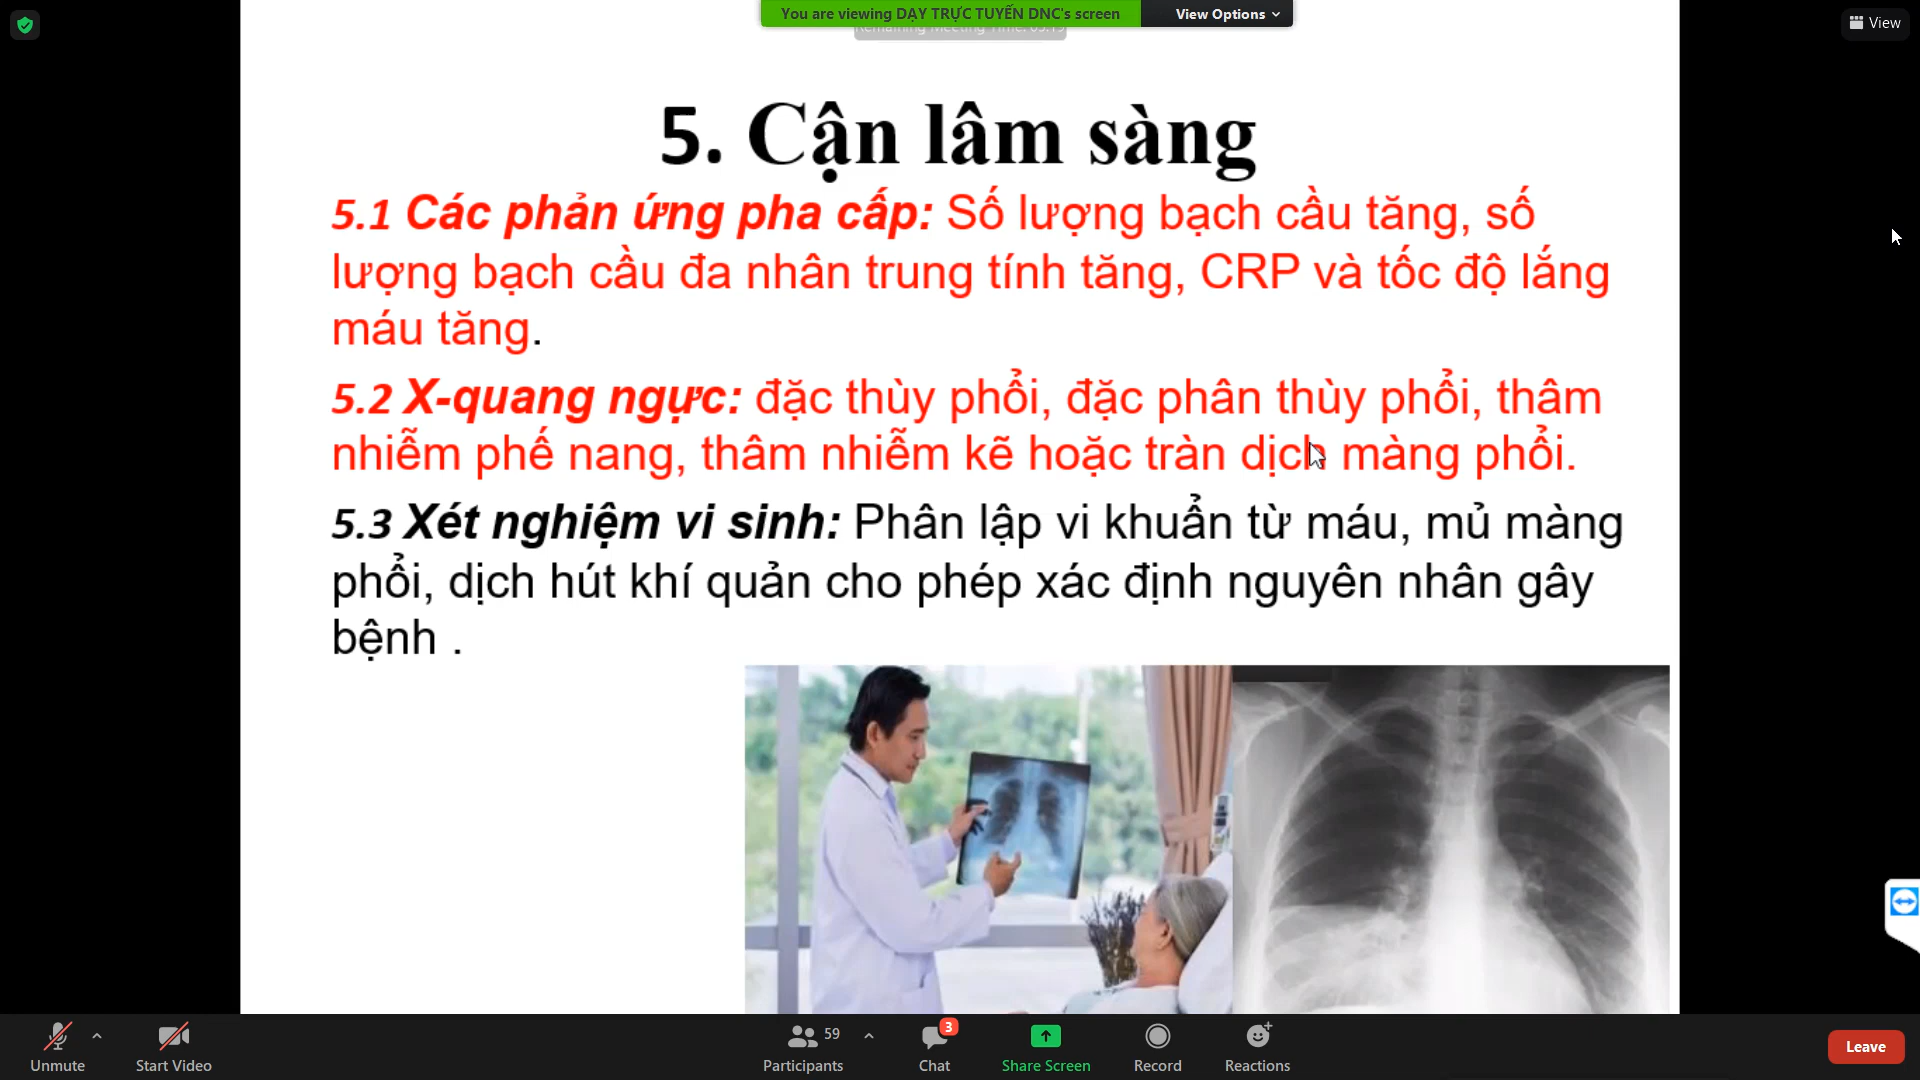 You are viewing DẠY TRỰC TUYẾN DNC's screen
View Options
View
Remaining Meeting Time: 05:19
5. Cận lâm sàng
5.1 Các phản ứng pha cấp: Số lượng bạch cầu tăng, số
lượng bạch cầu đa nhân trung tính tăng, CRP và tốc độ lắng
máu tăng.
5.2 X-quang ngực: đặc thùy phổi, đặc phân thùy phổi, thâm
nhiễm phế nang, thâm nhiễm kẽ hoặc tràn dịch màng phổi.
5.3 Xét nghiệm vi sinh: Phân lập vi khuẩn từ máu, mủ màng
phổi, dịch hút khí quản cho phép xác định nguyên nhân gây
bệnh .
59
3
Unmute
Start Video
Participants
Chat
Share Screen
Record
Reactions
Leave